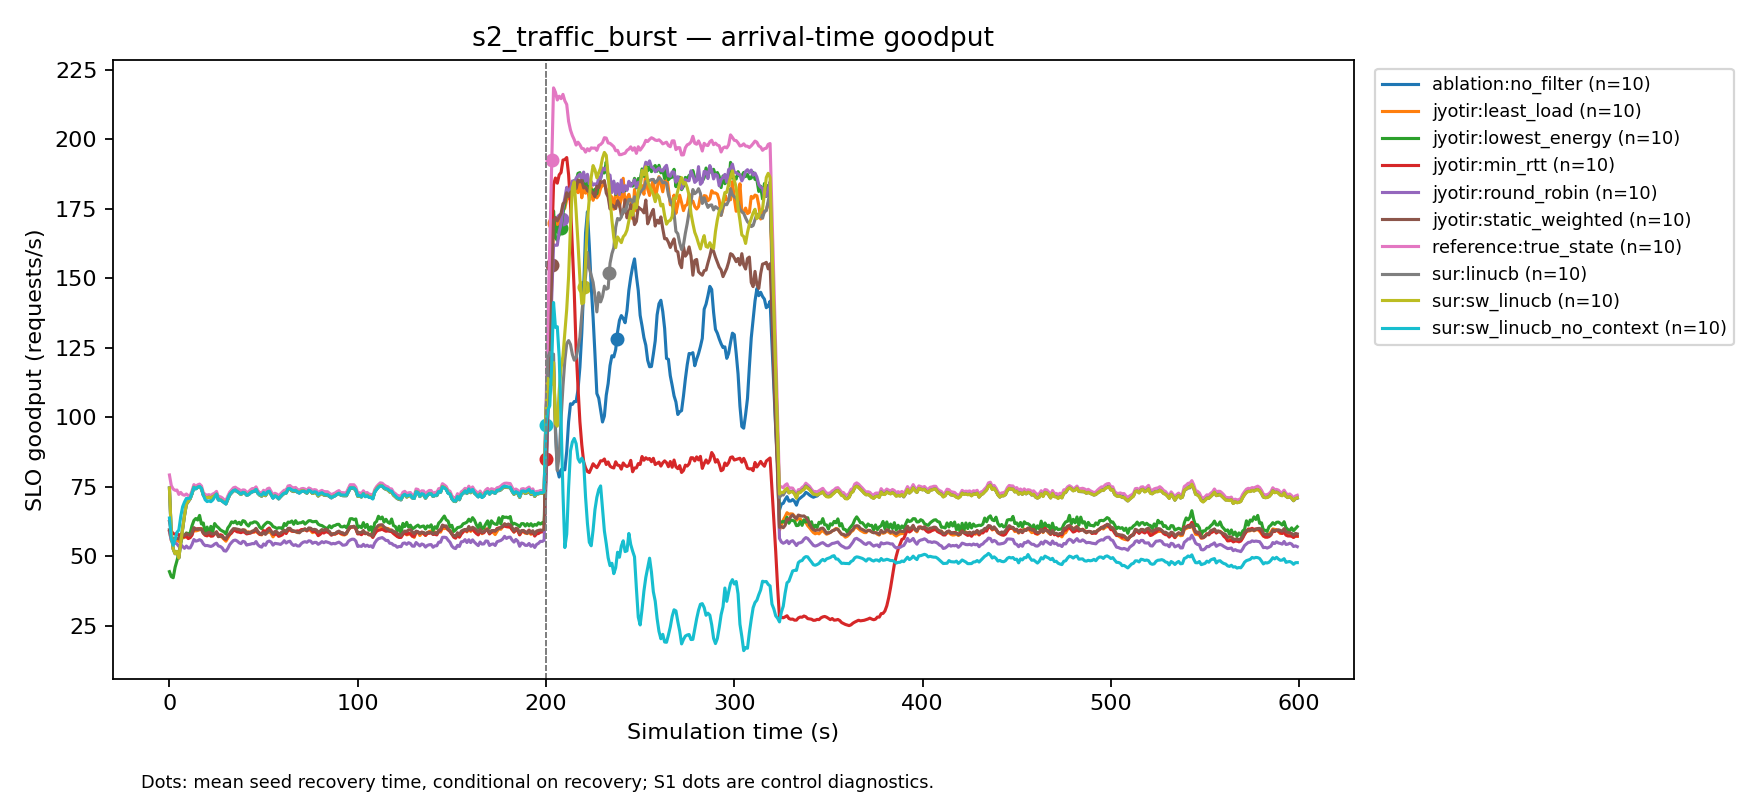 s2_traffic_burst — arrival-time goodput
SLO goodput (requests/s)
225
200
175
150
125
100
75
50
25
0
100
200
300
400
500
600
Simulation time (s)
ablation:no_filter (n=10)
jyotir:least_load (n=10)
jyotir:lowest_energy (n=10)
jyotir:min_rtt (n=10)
jyotir:round_robin (n=10)
jyotir:static_weighted (n=10)
reference:true_state (n=10)
sur:linucb (n=10)
sur:sw_linucb (n=10)
sur:sw_linucb_no_context (n=10)
Dots: mean seed recovery time, conditional on recovery; S1 dots are control diagnostics.